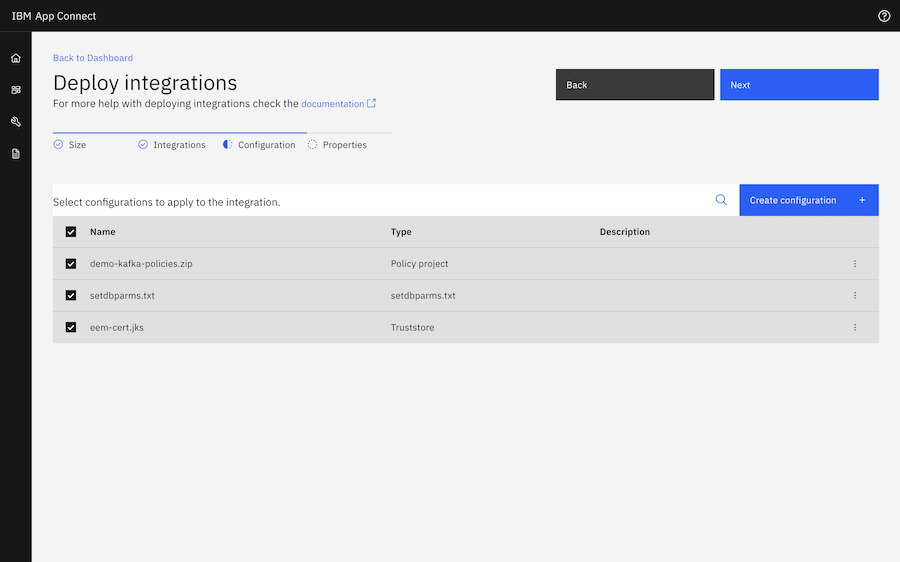 IBM App Connect
Back to Dashboard
Deploy integrations
For more help with deploying integrations check the documentation
Back
Next
Size
Integrations
Configuration
Properties
Select configurations to apply to the integration.
Create configuration +
Name Type Description
demo-kafka-policies.zip Policy project
setdbparms.txt setdbparms.txt
eem-cert.jks Truststore